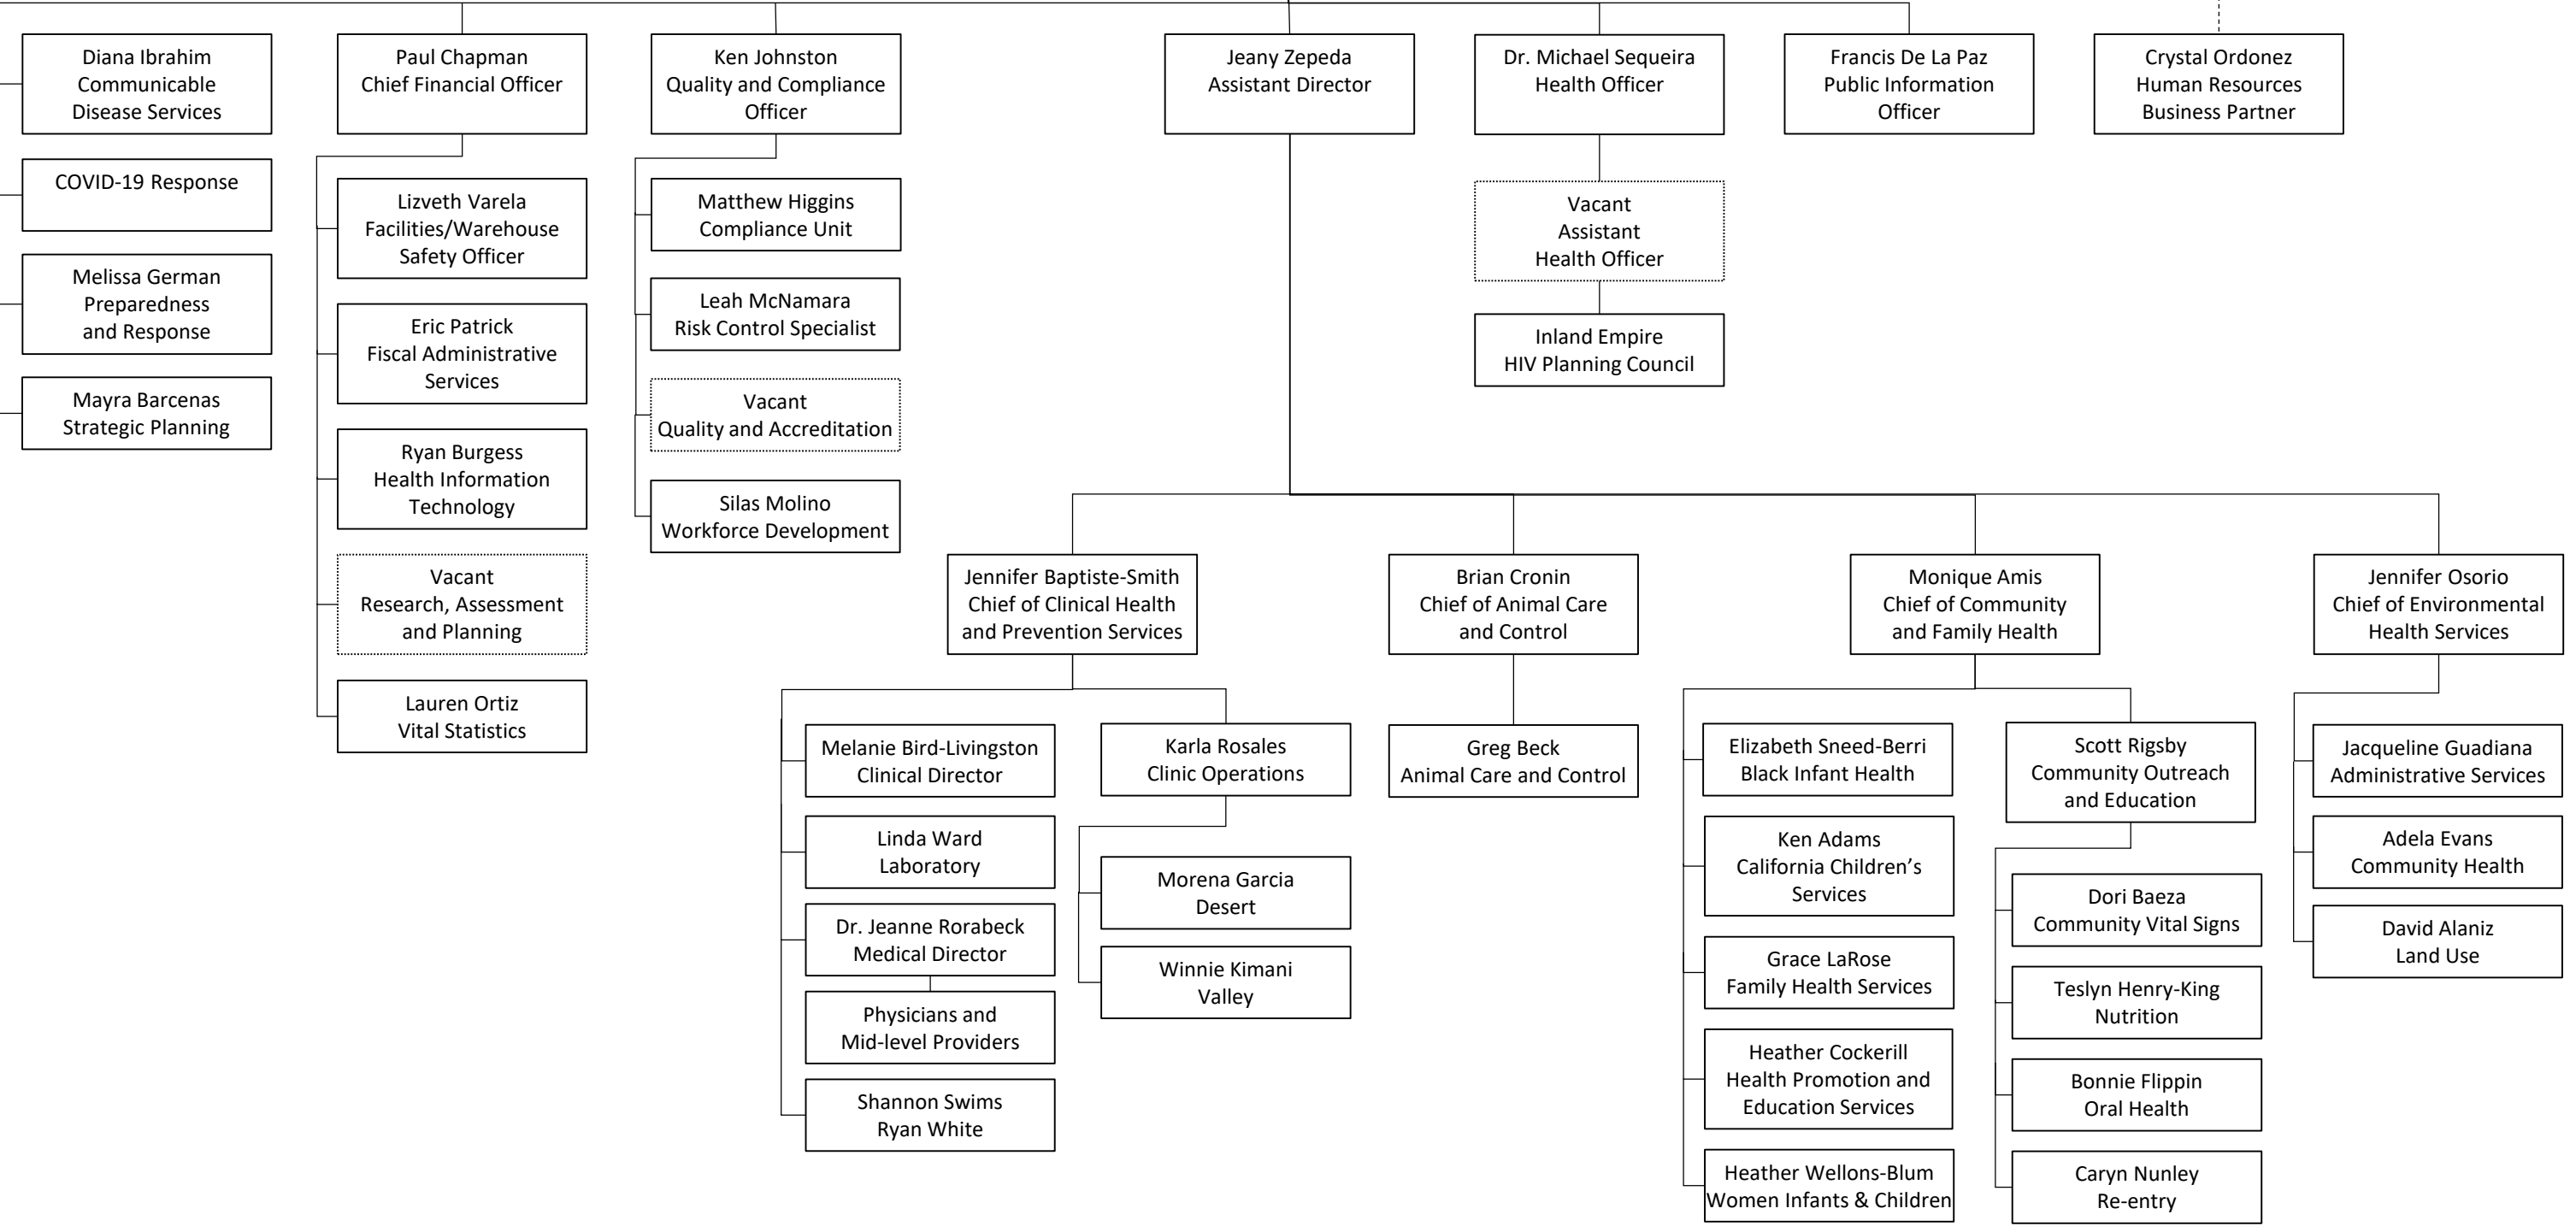 Diana Ibrahim
Communicable
Disease Services
COVID-19 Response
Melissa German
Preparedness
and Response
Mayra Barcenas
Strategic Planning
Paul Chapman
Chief Financial Officer
Lizveth Varela
Facilities/Warehouse
Safety Officer
Eric Patrick
Fiscal Administrative
Services
Ryan Burgess
Health Information
Technology
Vacant
Research, Assessment
and Planning
Lauren Ortiz
Vital Statistics
Ken Johnston
Quality and Compliance
Officer
Matthew Higgins
Compliance Unit
Leah McNamara
Risk Control Specialist
Vacant
Quality and Accreditation
Silas Molino
Workforce Development
Jeany Zepeda
Assistant Director
Dr. Michael Sequeira
Health Officer
Vacant
Assistant
Health Officer
Inland Empire
HIV Planning Council
Francis De La Paz
Public Information
Officer
Crystal Ordonez
Human Resources
Business Partner
Jennifer Baptiste-Smith
Chief of Clinical Health
and Prevention Services
Melanie Bird-Livingston
Clinical Director
Linda Ward
Laboratory
Dr. Jeanne Rorabeck
Medical Director
Physicians and
Mid-level Providers
Shannon Swims
Ryan White
Karla Rosales
Clinic Operations
Morena Garcia
Desert
Winnie Kimani
Valley
Brian Cronin
Chief of Animal Care
and Control
Greg Beck
Animal Care and Control
Monique Amis
Chief of Community
and Family Health
Elizabeth Sneed-Berri
Black Infant Health
Ken Adams
California Children’s
Services
Grace LaRose
Family Health Services
Heather Cockerill
Health Promotion and
Education Services
Heather Wellons-Blum
Women Infants & Children
Scott Rigsby
Community Outreach
and Education
Dori Baeza
Community Vital Signs
Teslyn Henry-King
Nutrition
Bonnie Flippin
Oral Health
Caryn Nunley
Re-entry
Jennifer Osorio
Chief of Environmental
Health Services
Jacqueline Guadiana
Administrative Services
Adela Evans
Community Health
David Alaniz
Land Use